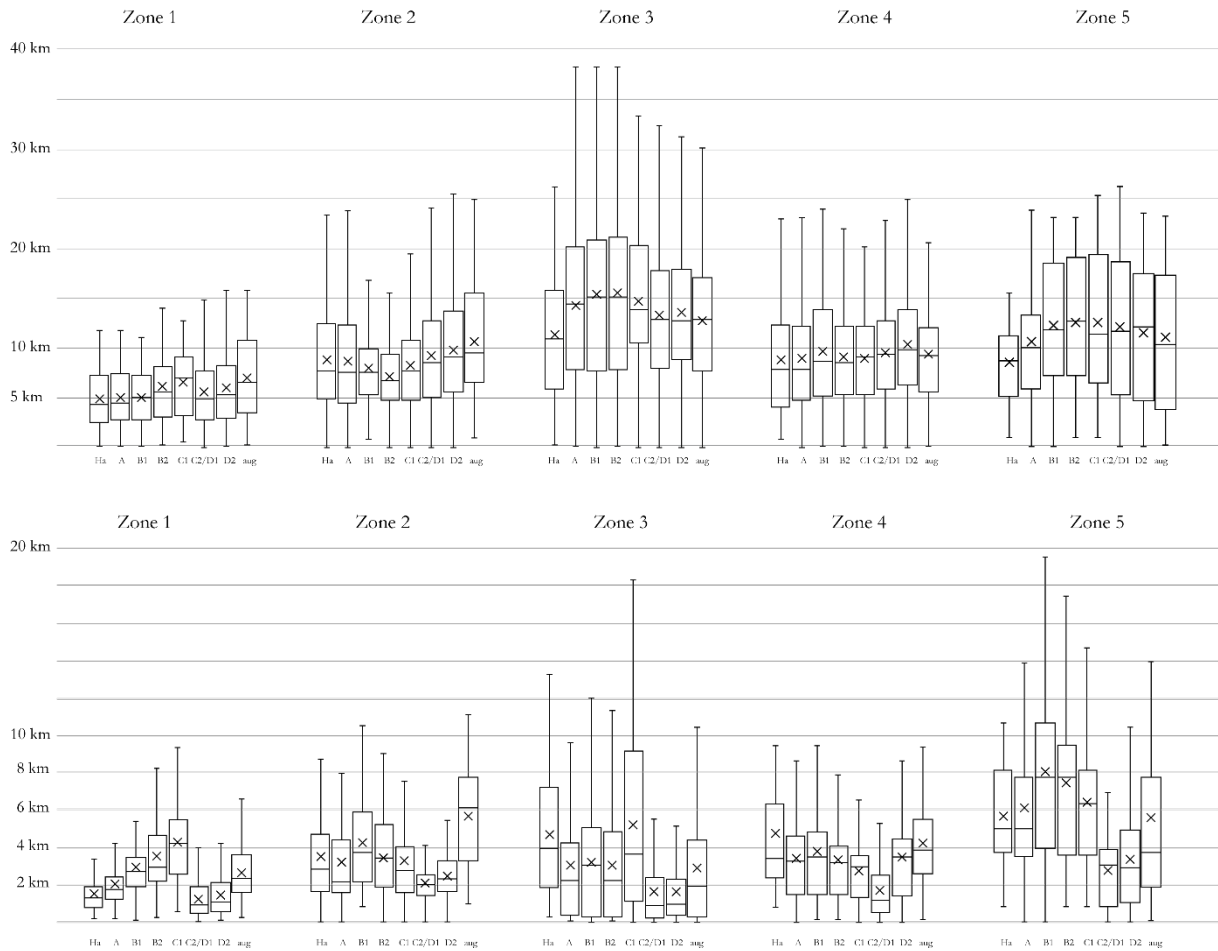 Zone 1 Zone 2 Zone 3 Zone 4 Zone 5
40 km
30 km
20 km
10 km
5 km
Ha A B1 B2 C1 C2/D1 D2 aug Ha A B1 B2 C1 C2/D1 D2 aug Ha A B1 B2 C1 C2/D1 D2 aug Ha A B1 B2 C1 C2/D1 D2 aug Ha A B1 B2 C1 C2/D1 D2 aug
Zone 1 Zone 2 Zone 3 Zone 4 Zone 5
20 km
10 km
8 km
6 km
4 km
2 km
Ha A B1 B2 C1 C2/D1 D2 aug Ha A B1 B2 C1 C2/D1 D2 aug Ha A B1 B2 C1 C2/D1 D2 aug Ha A B1 B2 C1 C2/D1 D2 aug Ha A B1 B2 C1 C2/D1 D2 aug